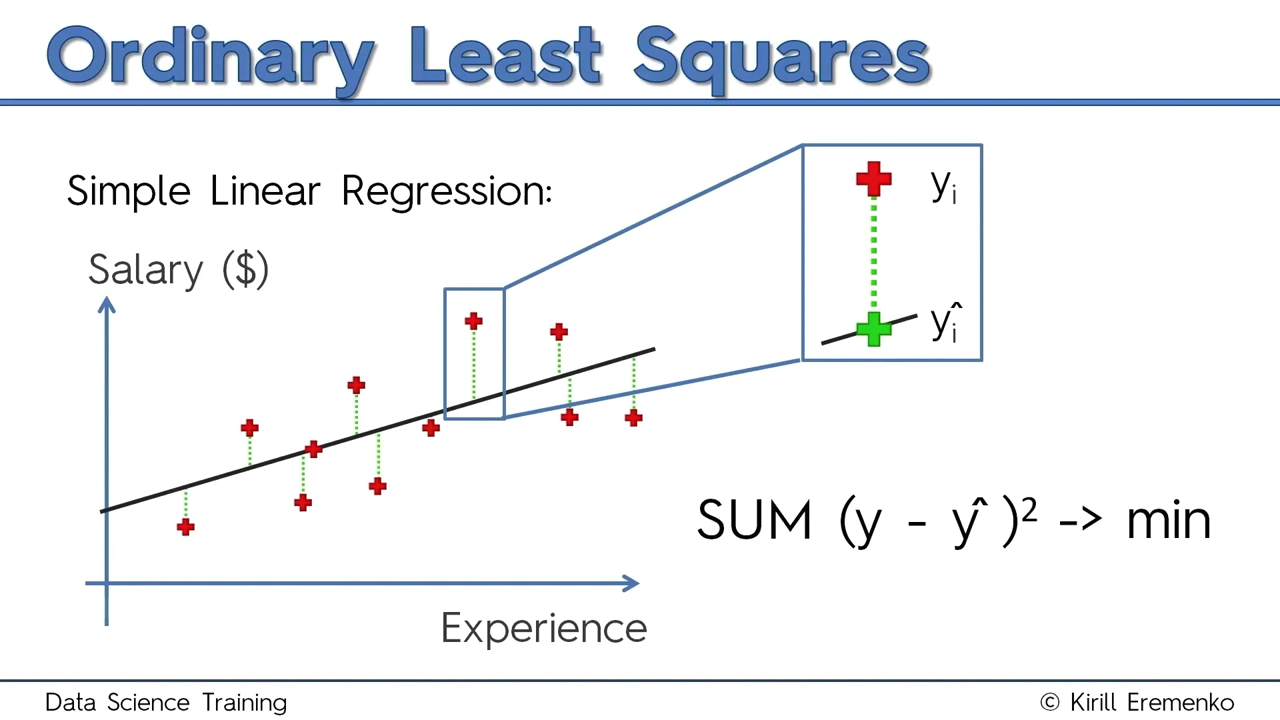 Ordinary Least Squares
Simple Linear Regression:
Salary ($)
yᵢ
ŷᵢ
SUM (y - ŷ )² -> min
Experience
Data Science Training
© Kirill Eremenko